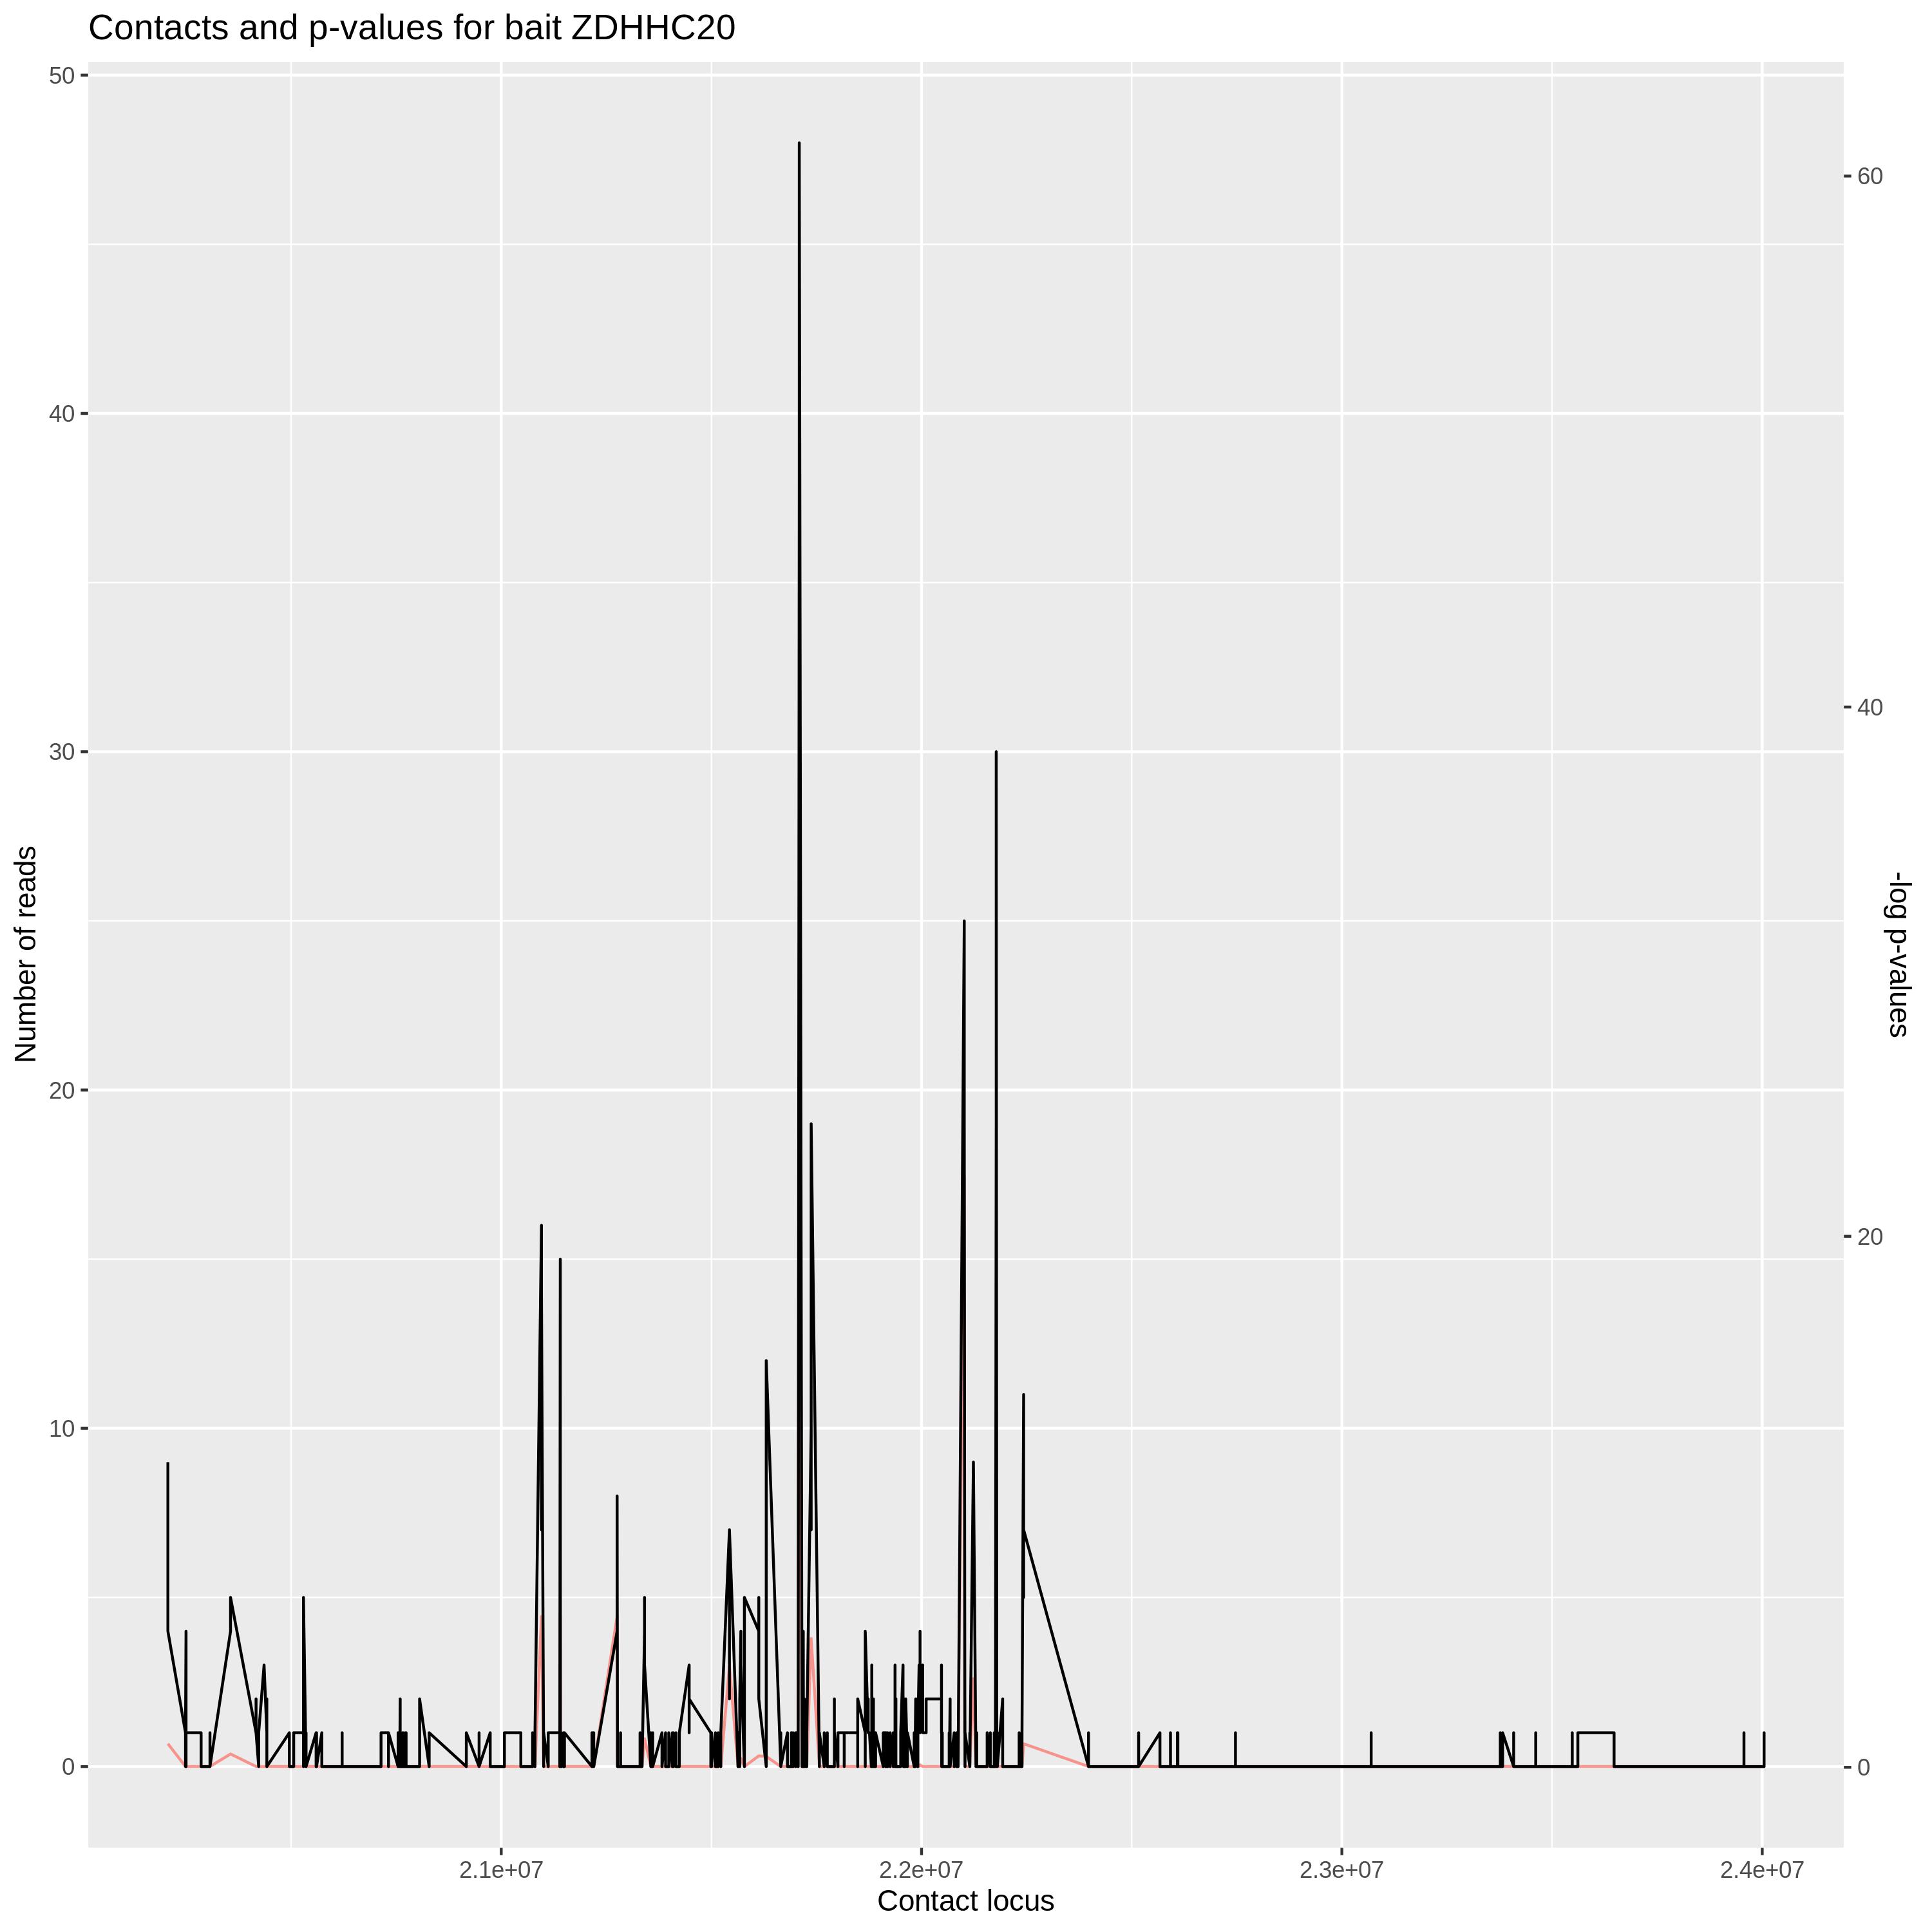 Contacts and p-values for bait ZDHHC20
50
40
30
20
10
0
Number of reads
60
40
20
0
-log p-values
2.1e+07
2.2e+07
2.3e+07
2.4e+07
Contact locus